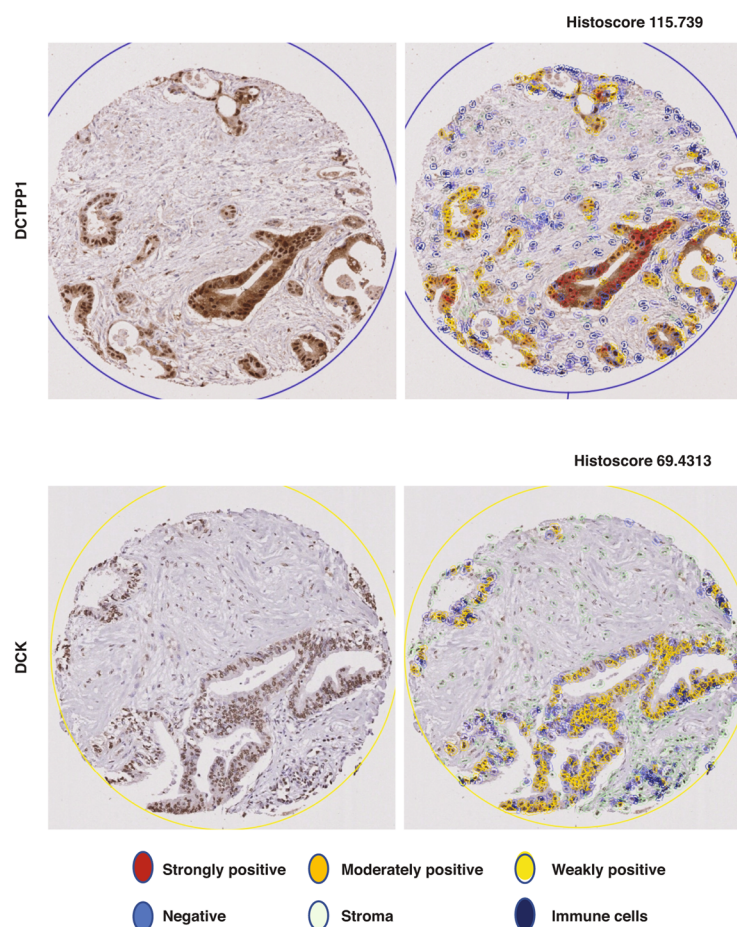 Histoscore 115.739
DCTPP1
Histoscore 69.4313
DCK
Strongly positive
Moderately positive
Weakly positive
Negative
Stroma
Immune cells